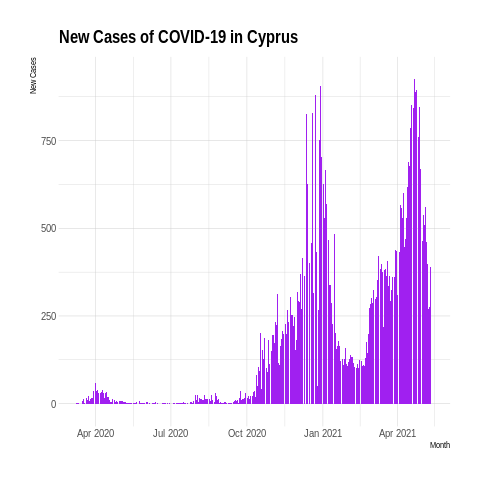 New Cases of COVID-19 in Cyprus
New Cases
750
500
250
0
Apr 2020 Jul 2020 Oct 2020 Jan 2021 Apr 2021
Month